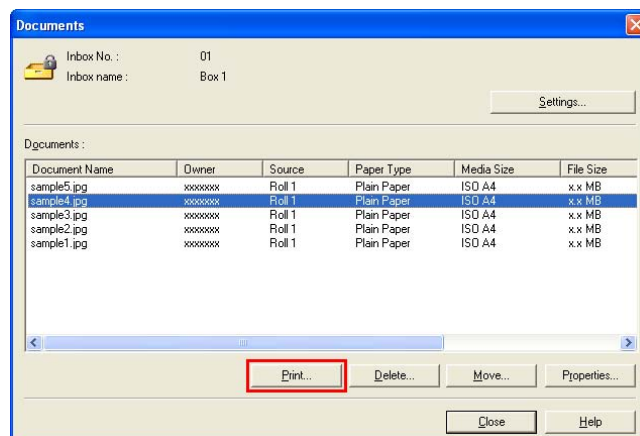 Documents
Inbox No. : 01
Inbox name : Box 1
Settings...
Documents :
Document Name Owner Source Paper Type Media Size File Size
sample5.jpg xxxxxxx Roll 1 Plain Paper ISO A4 x.x MB
sample4.jpg xxxxxxx Roll 1 Plain Paper ISO A4 x.x MB
sample3.jpg xxxxxxx Roll 1 Plain Paper ISO A4 x.x MB
sample2.jpg xxxxxxx Roll 1 Plain Paper ISO A4 x.x MB
sample1.jpg xxxxxxx Roll 1 Plain Paper ISO A4 x.x MB
Print... Delete... Move... Properties...
Close Help